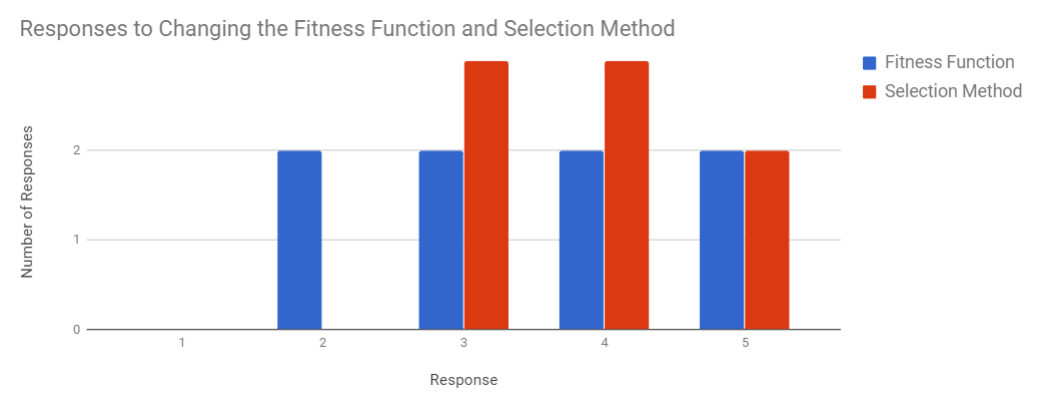 Responses to Changing the Fitness Function and Selection Method
Fitness Function
Selection Method
Number of Responses
2
1
0
1
2
3
4
5
Response